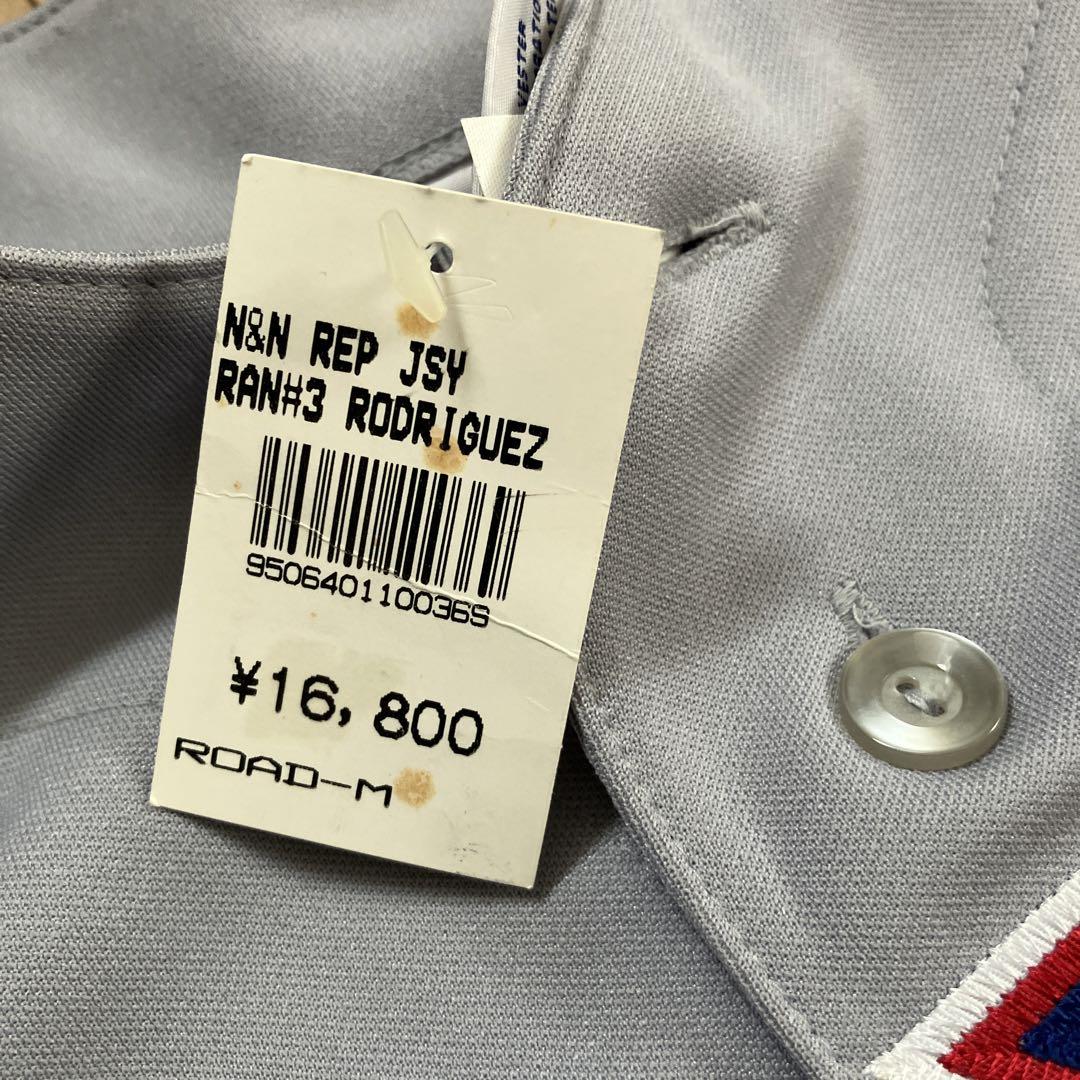 N&N REP JSY
RAN#3 RODRIGUEZ
950640110036S
¥16,800
ROAD-M